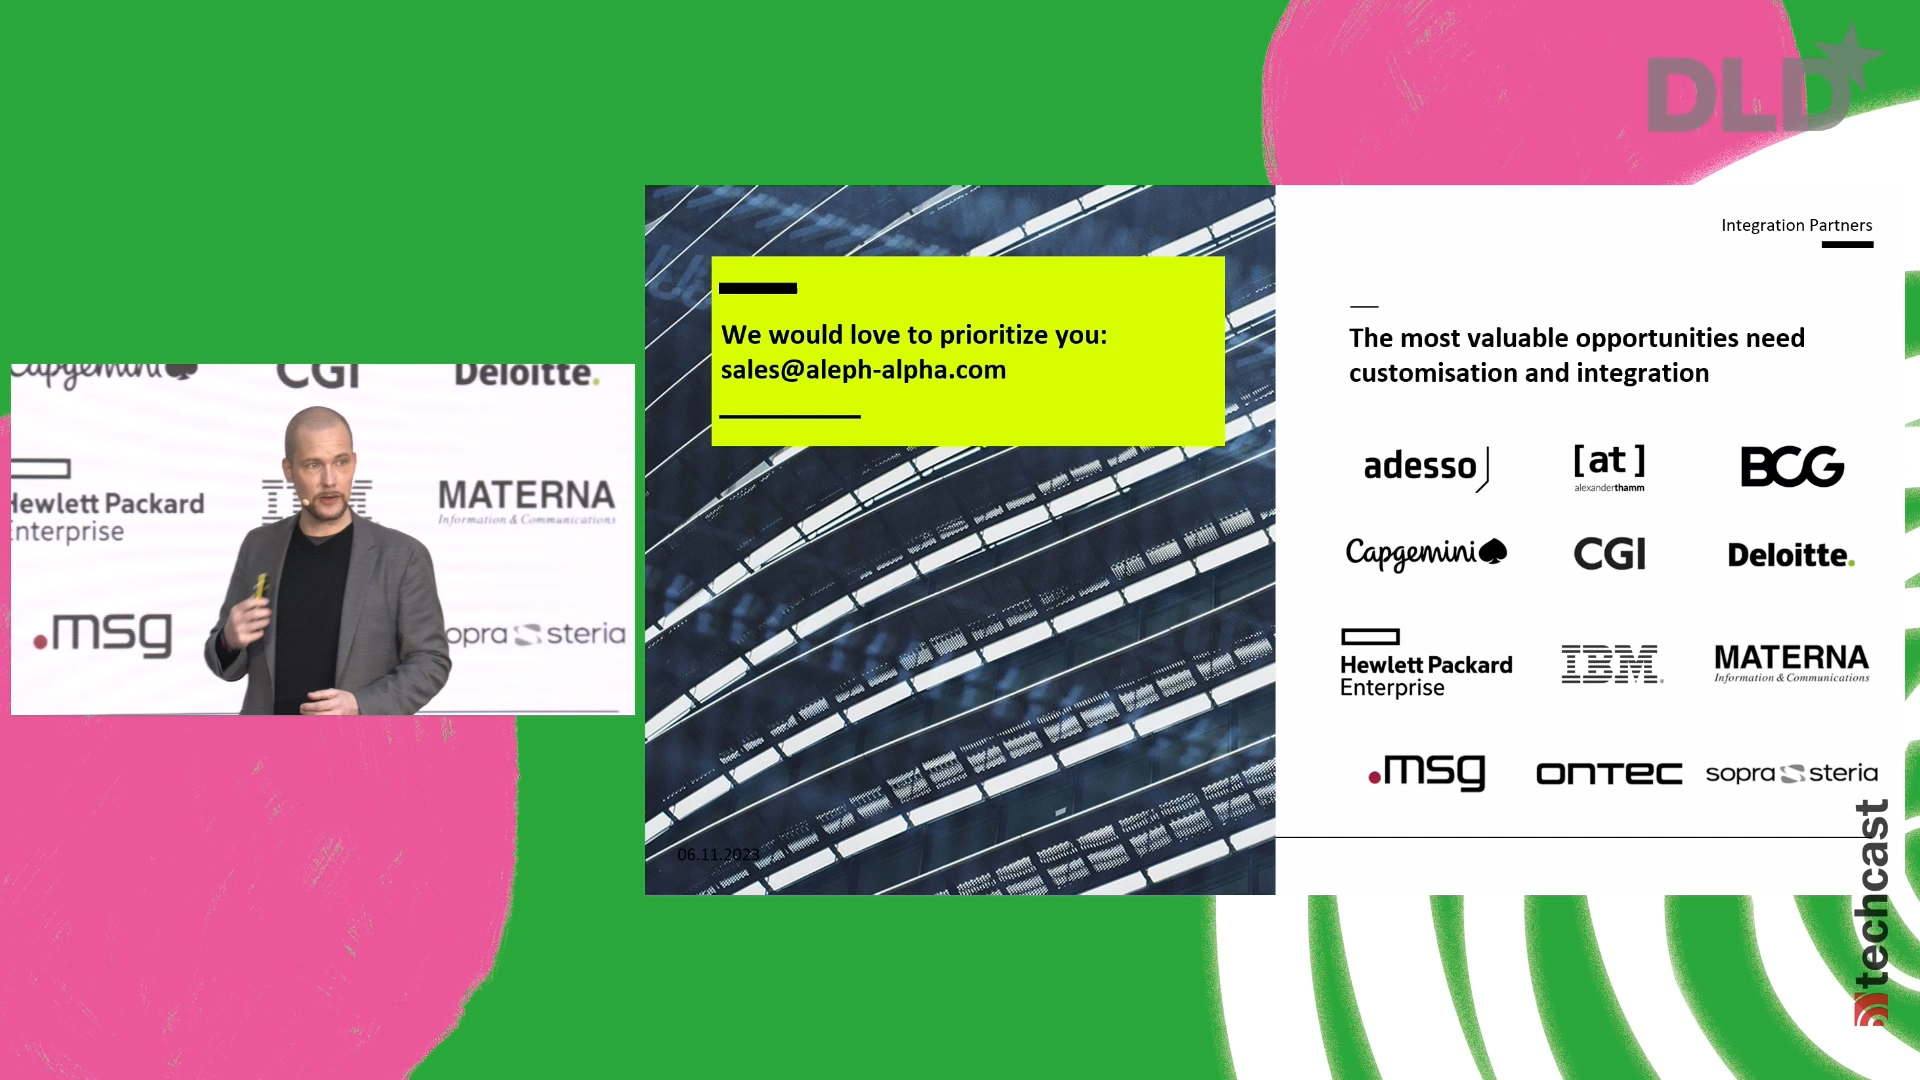 DLD
Capgemini
CGI
Deloitte.
Hewlett Packard
Enterprise
IBM
MATERNA
Information & Communications
.msg
sopra steria
We would love to prioritize you:
sales@aleph-alpha.com
06.11.2023
Integration Partners
The most valuable opportunities need
customisation and integration
adesso
[at]
alexanderthamm
BCG
Capgemini
CGI
Deloitte.
Hewlett Packard
Enterprise
IBM
MATERNA
Information & Communications
.msg
ONTEC
sopra steria
techcast